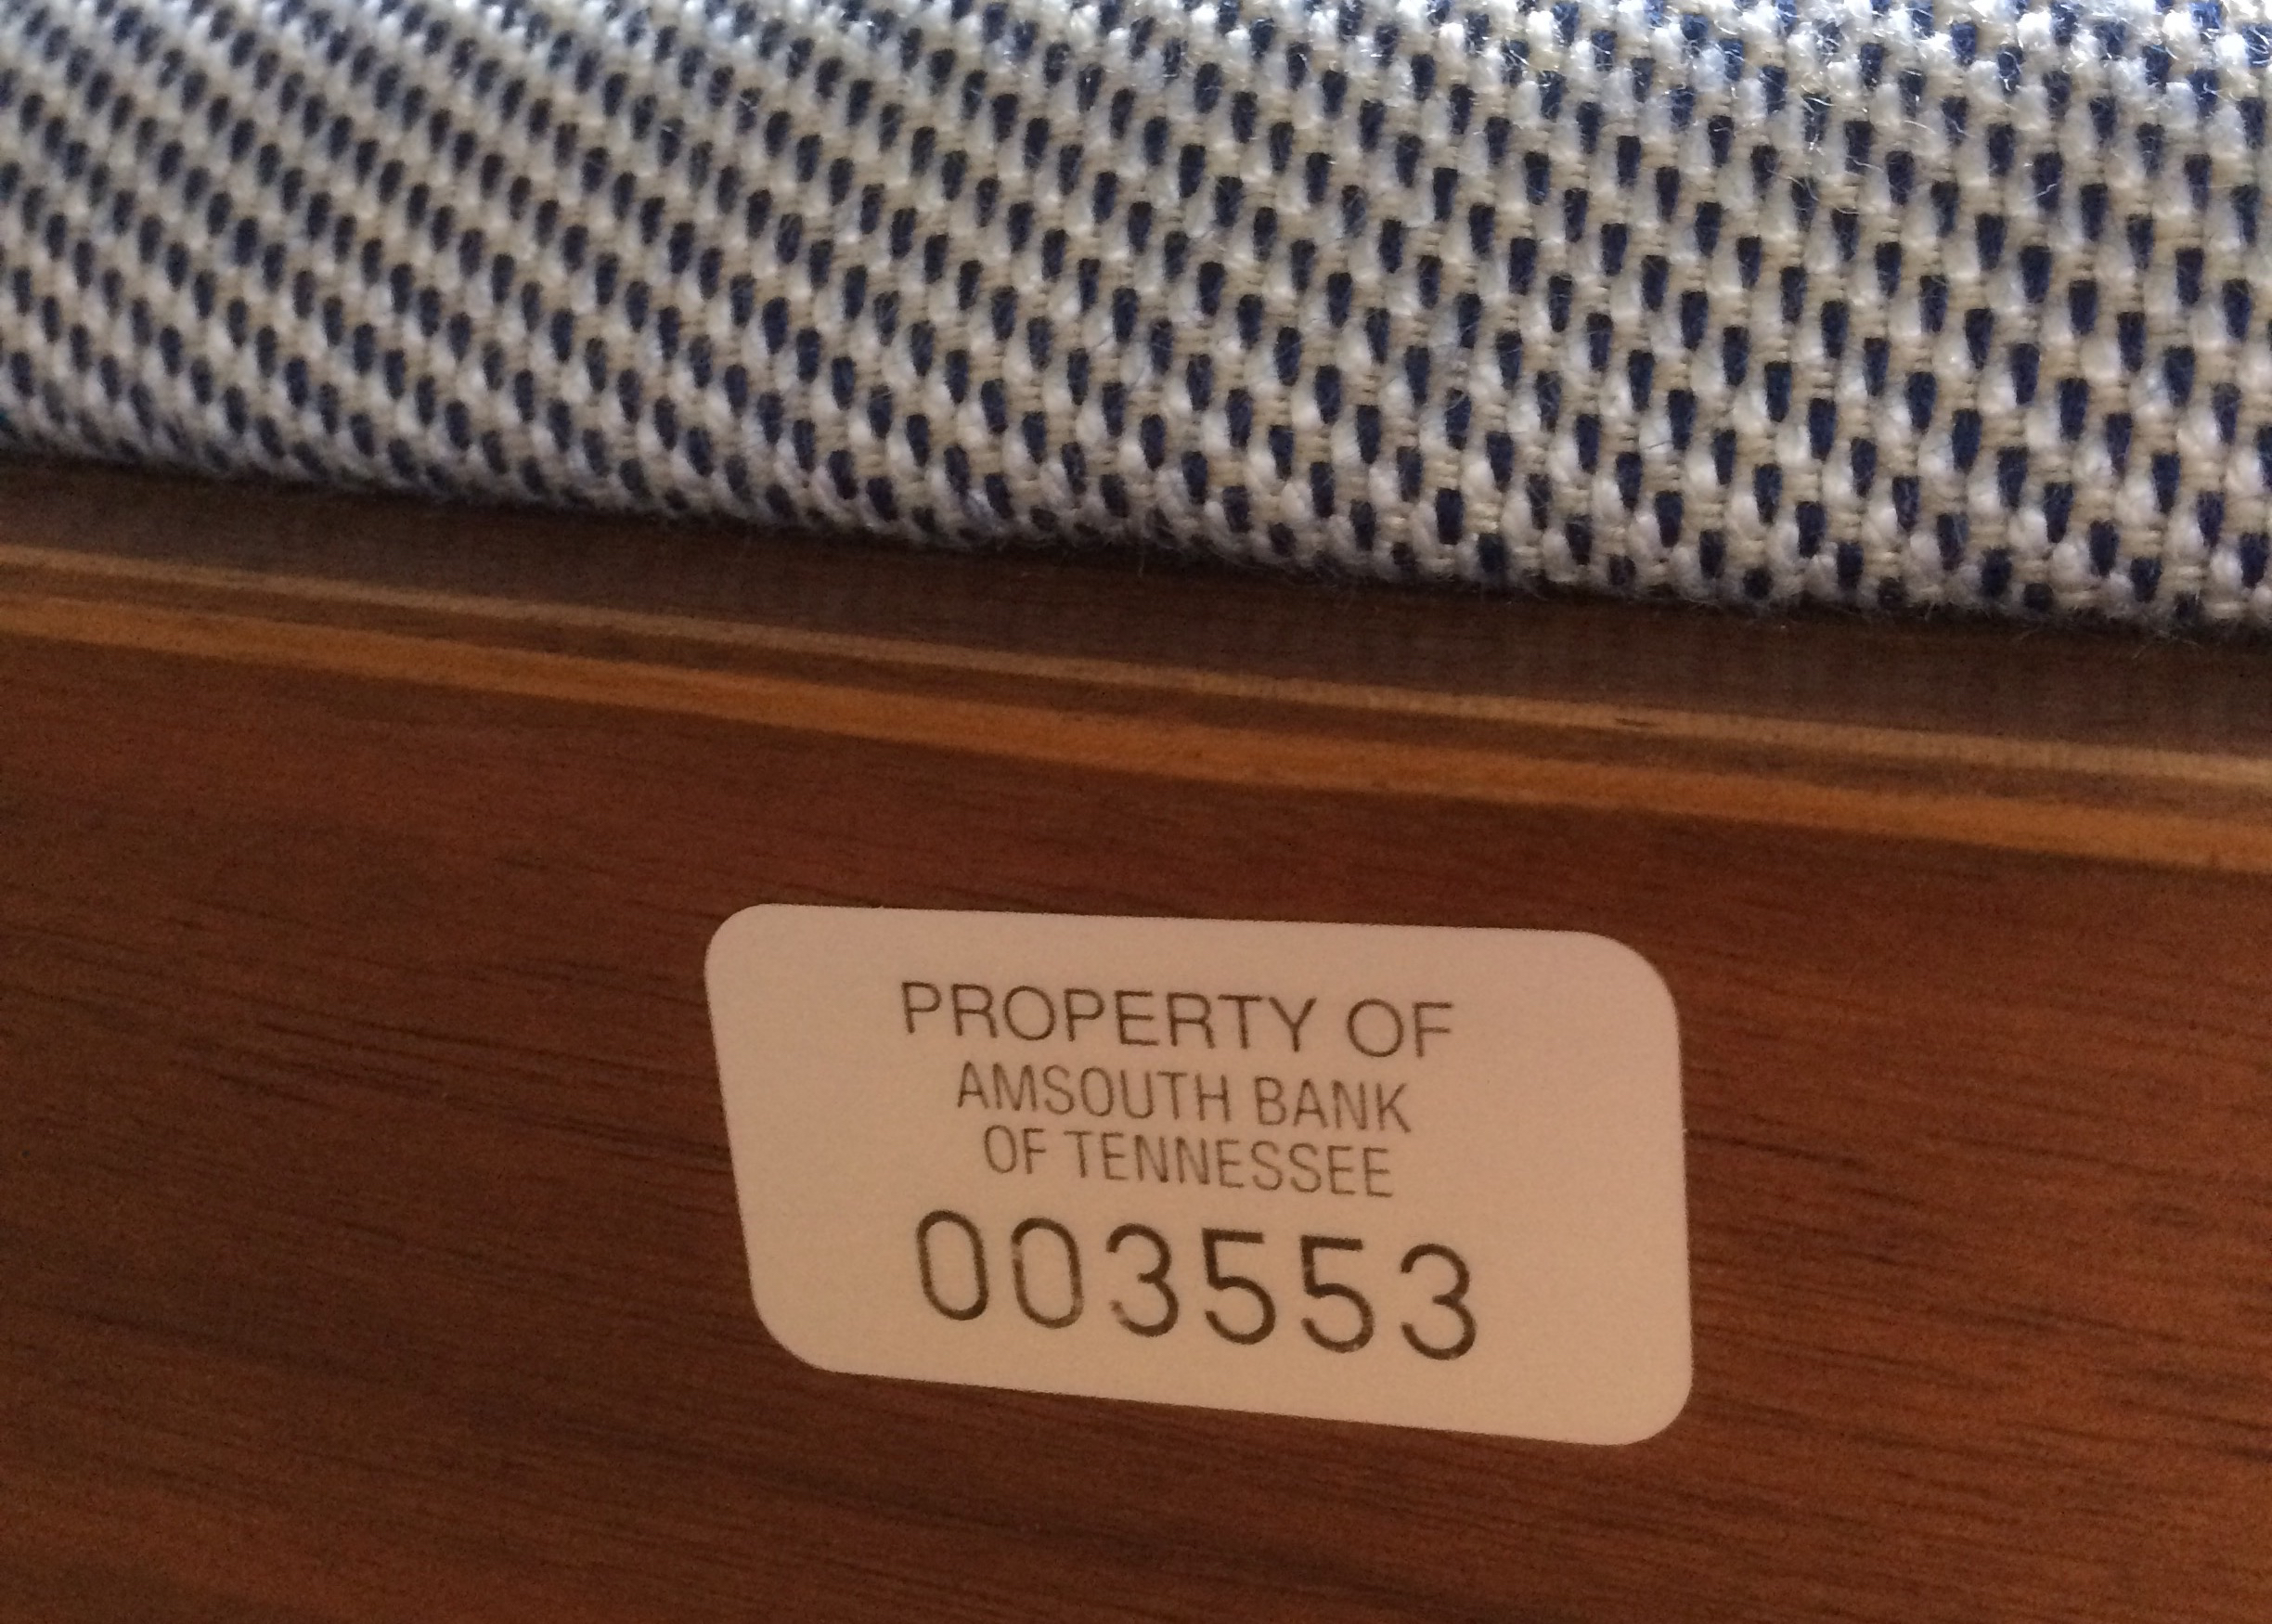 PROPERTY OF
AMSOUTH BANK
OF TENNESSEE
003553